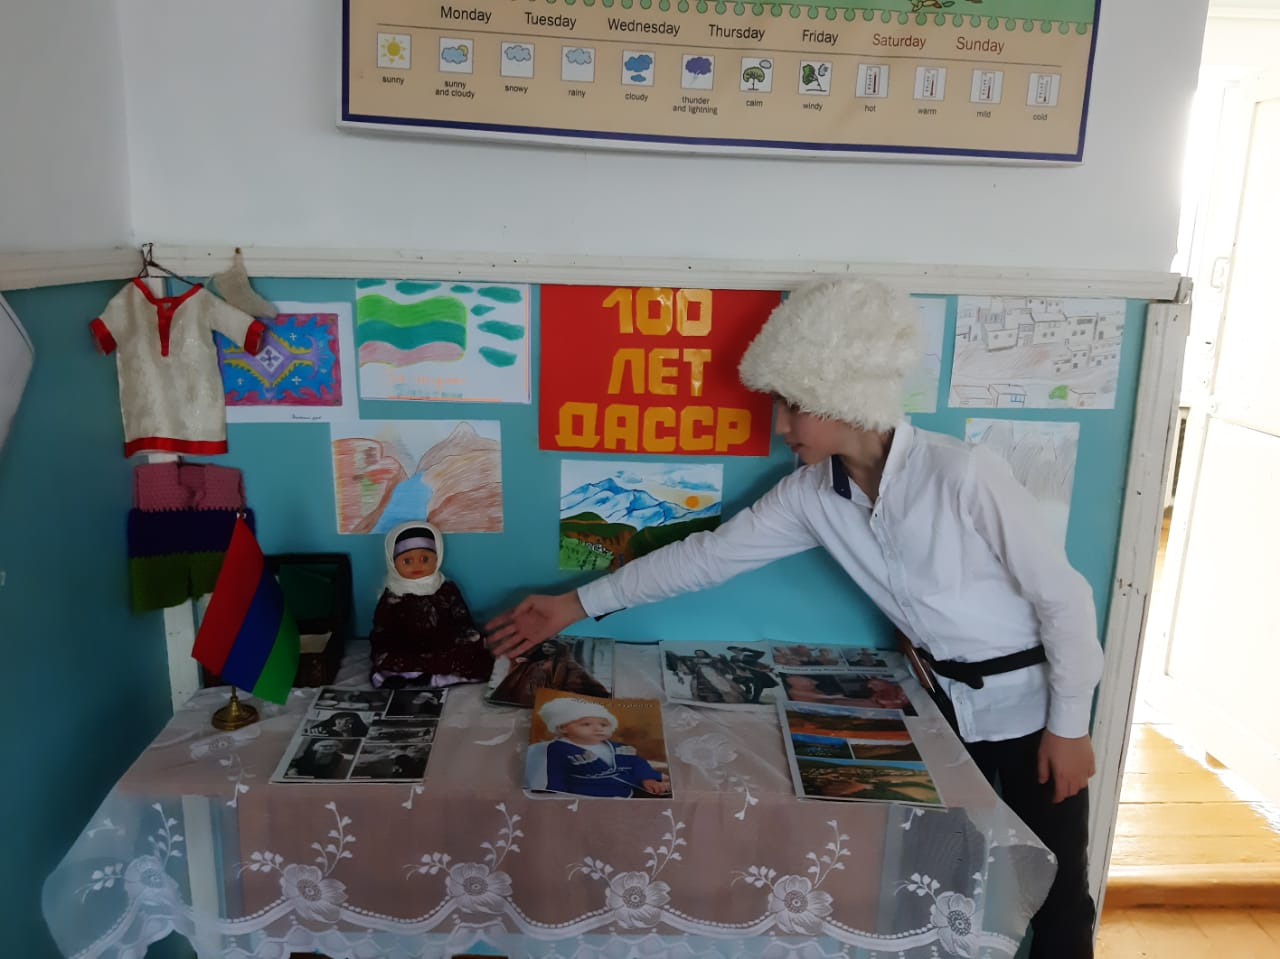 Monday Tuesday Wednesday Thursday Friday Saturday Sunday
sunny sunny and cloudy snowy rainy cloudy thunder and lightning calm windy hot warm mild cold
100
ЛЕТ
ДАССР